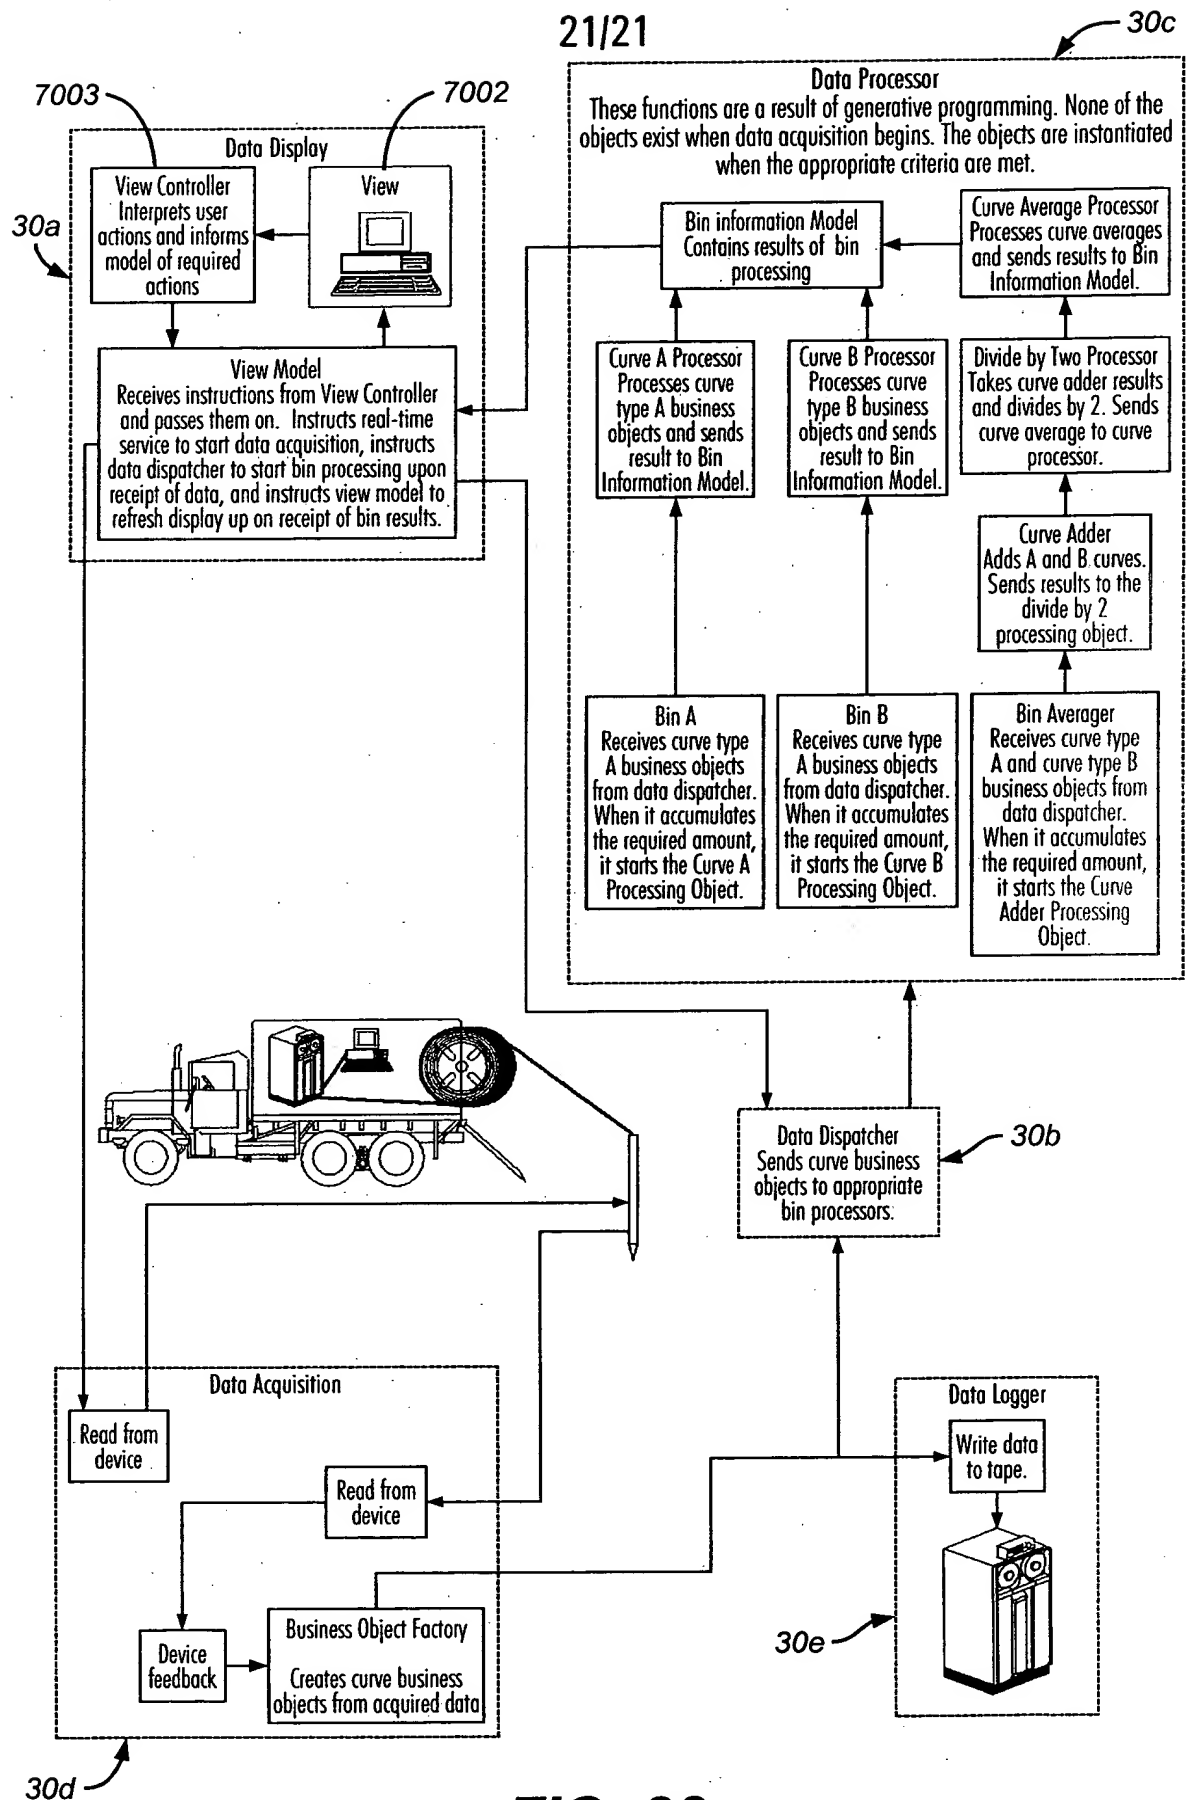 21/21
30c
7003
7002
Data Display
View Controller
Interprets user
actions and informs
model of required
actions
View
30a
View Model
Receives instructions from View Controller
and passes them on. Instructs real-time
service to start data acquisition, instructs
data dispatcher to start bin processing upon
receipt of data, and instructs view model to
refresh display up on receipt of bin results.
Data Processor
These functions are a result of generative programming. None of the
objects exist when data acquisition begins. The objects are instantiated
when the appropriate criteria are met.
Bin information Model
Contains results of bin
processing
Curve Average Processor
Processes curve averages
and sends results to Bin
Information Model.
Curve A Processor
Processes curve
type A business
objects and sends
result to Bin
Information Model.
Curve B Processor
Processes curve
type B business
objects and sends
result to Bin
Information Model.
Divide by Two Processor
Takes curve adder results
and divides by 2. Sends
curve average to curve
processor.
Curve Adder
Adds A and B curves.
Sends results to the
divide by 2
processing object.
Bin A
Receives curve type
A business objects
from data dispatcher.
When it accumulates
the required amount,
it starts the Curve A
Processing Object.
Bin B
Receives curve type
A business objects
from data dispatcher.
When it accumulates
the required amount,
it starts the Curve B
Processing Object.
Bin Averager
Receives curve type
A and curve type B
business objects from
data dispatcher.
When it accumulates
the required amount,
it starts the Curve
Adder Processing
Object.
Data Dispatcher
Sends curve business
objects to appropriate
bin processors.
30b
Data Acquisition
Read from
device
Read from
device
Device
feedback
Business Object Factory
Creates curve business
objects from acquired data
30d
Data Logger
Write data
to tape.
30e